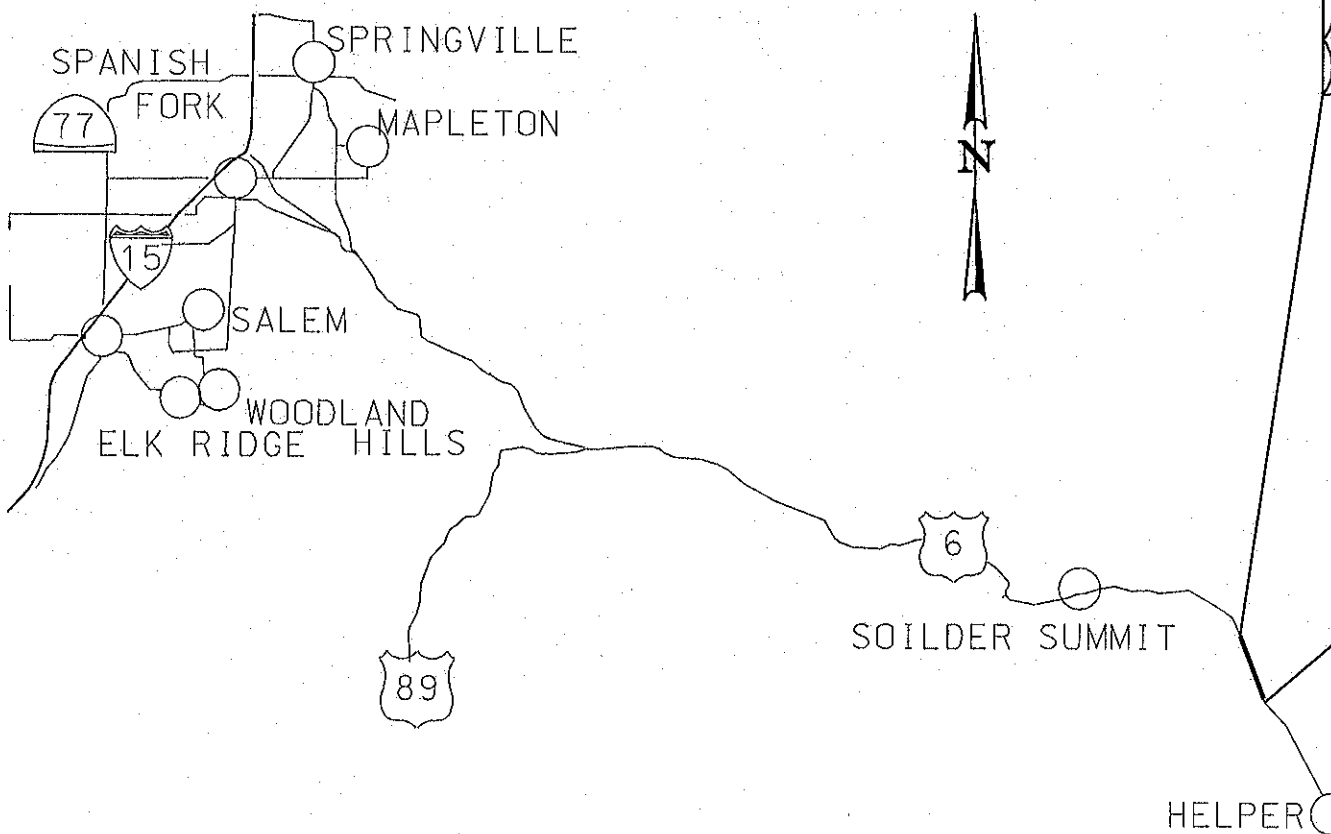 SPRINGVILLE
SPANISH
FORK
77
MAPLETON
N
15
SALEM
WOODLAND
ELK RIDGE HILLS
6
SOILDER SUMMIT
89
HELPER